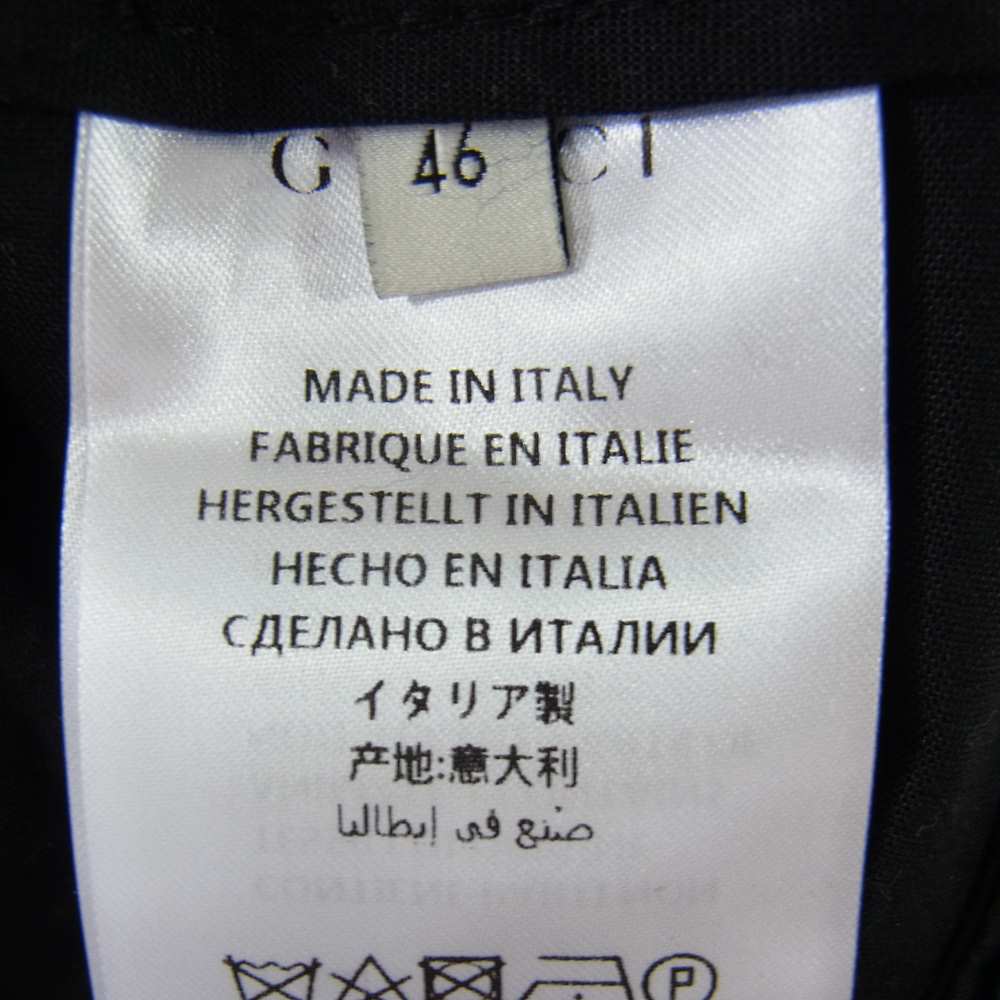 G 46 CI
MADE IN ITALY
FABRIQUE EN ITALIE
HERGESTELLT IN ITALIEN
HECHO EN ITALIA
СДЕЛАНО В ИТАЛИИ
イタリア製
产地:意大利
صنع في إيطاليا
P